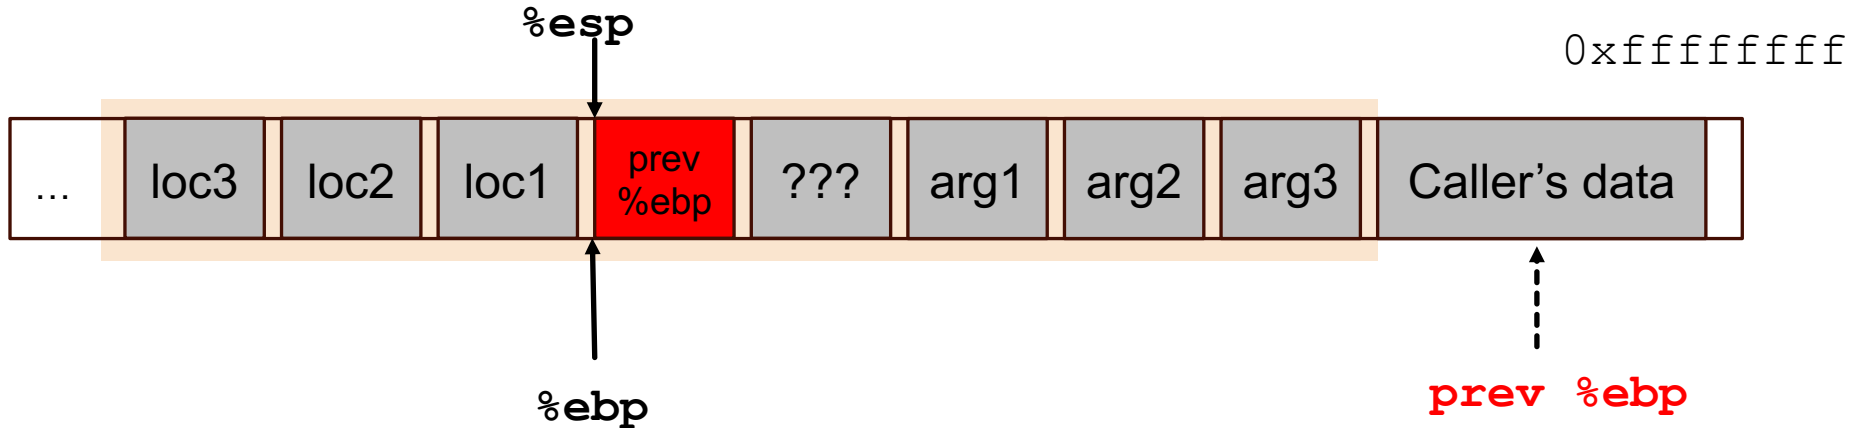 %esp
0xffffffff
... loc3 loc2 loc1 prev %ebp ??? arg1 arg2 arg3 Caller’s data
%ebp
prev %ebp